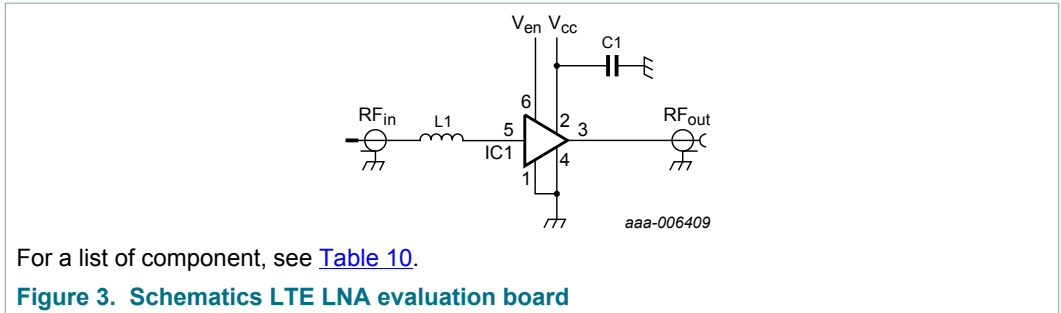 Ven Vcc
C1
6
RFin L1 5 2 3 RFout
IC1 4
1
aaa-006409
For a list of component, see Table 10.
Figure 3. Schematics LTE LNA evaluation board